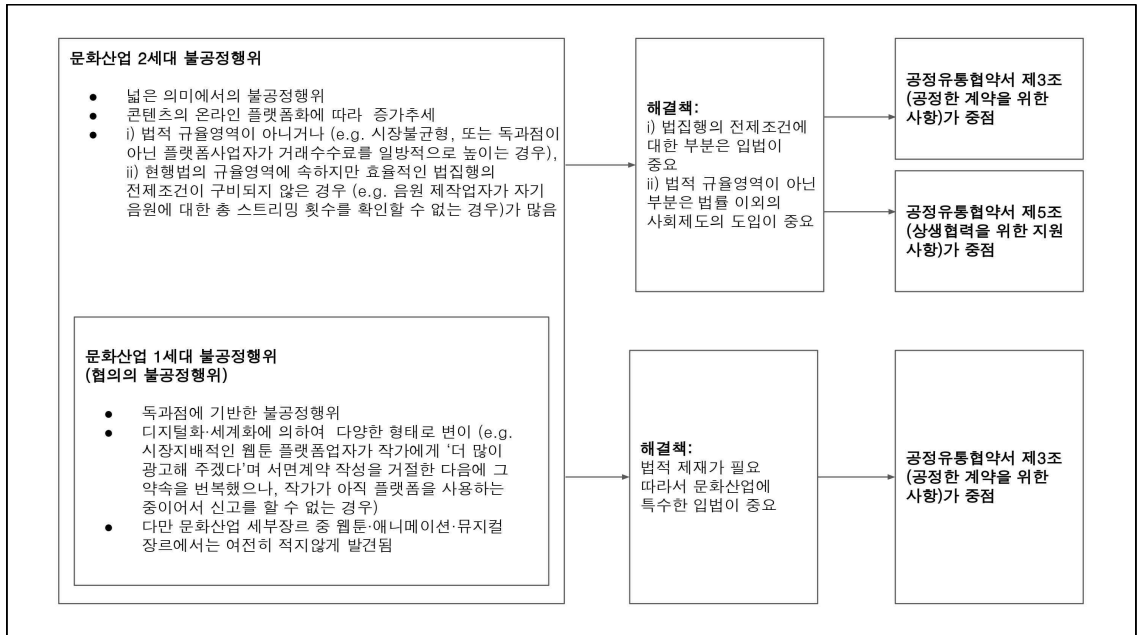 문화산업 2세대 불공정행위
● 넓은 의미에서의 불공정행위
● 콘텐츠의 온라인 플랫폼화에 따라 증가추세
● i) 법적 규율영역이 아니거나 (e.g. 시장불균형, 또는 독과점이
아닌 플랫폼사업자가 거래수수료를 일방적으로 높이는 경우),
ii) 현행법의 규율영역에 속하지만 효율적인 법집행의
전제조건이 구비되지 않은 경우 (e.g. 음원 제작업자가 자기
음원에 대한 총 스트리밍 횟수를 확인할 수 없는 경우)가 많음
해결책:
i) 법집행의 전제조건에
대한 부분은 입법이
중요
ii) 법적 규율영역이 아닌
부분은 법률 이외의
사회제도의 도입이 중요
공정유통협약서 제3조
(공정한 계약을 위한
사항)가 중점
공정유통협약서 제5조
(상생협력을 위한 지원
사항)가 중점
문화산업 1세대 불공정행위
(협의의 불공정행위)
● 독과점에 기반한 불공정행위
● 디지털화·세계화에 의하여 다양한 형태로 변이 (e.g.
시장지배적인 웹툰 플랫폼업자가 작가에게 ‘더 많이
광고해 주겠다’며 서면계약 작성을 거절한 다음에 그
약속을 번복했으나, 작가가 아직 플랫폼을 사용하는
중이어서 신고를 할 수 없는 경우)
● 다만 문화산업 세부장르 중 웹툰·애니메이션·뮤지컬
장르에서는 여전히 적지않게 발견됨
해결책:
법적 제재가 필요
따라서 문화산업에
특수한 입법이 중요
공정유통협약서 제3조
(공정한 계약을 위한
사항)가 중점